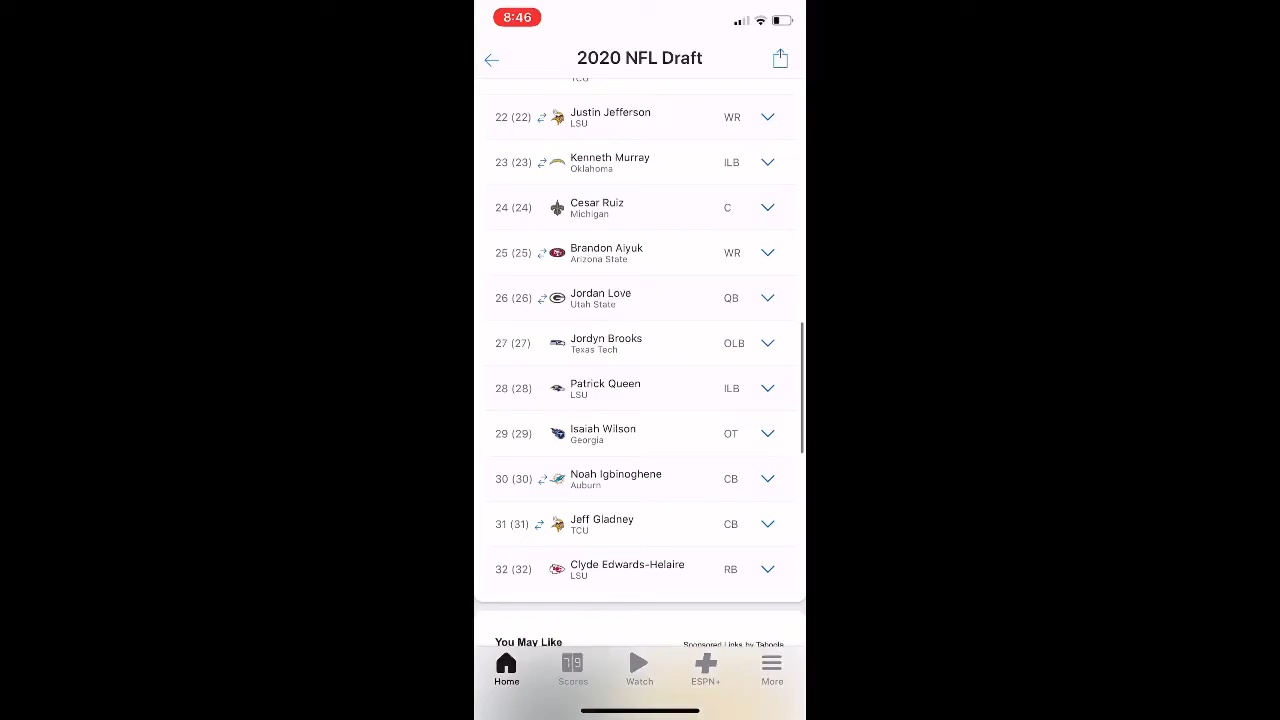 8:46
2020 NFL Draft
TCU
22 (22) Justin Jefferson WR
LSU
23 (23) Kenneth Murray ILB
Oklahoma
24 (24) Cesar Ruiz C
Michigan
25 (25) Brandon Aiyuk WR
Arizona State
26 (26) Jordan Love QB
Utah State
27 (27) Jordyn Brooks OLB
Texas Tech
28 (28) Patrick Queen ILB
LSU
29 (29) Isaiah Wilson OT
Georgia
30 (30) Noah Igbinoghene CB
Auburn
31 (31) Jeff Gladney CB
TCU
32 (32) Clyde Edwards-Helaire RB
LSU
You May Like Sponsored Links by Taboola
79
Home Scores Watch ESPN+ More